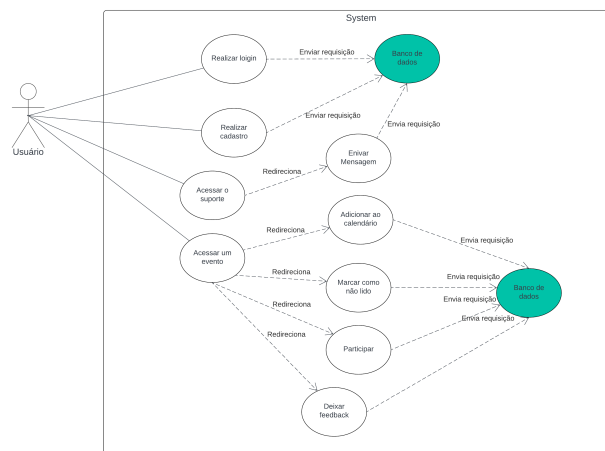 System
Realizar loigin
Enviar requisição
Banco de
dados
Enviar requisição
Realizar
cadastro
Envia requisição
Usuário
Enivar
Mensagem
Redireciona
Acessar o
suporte
Adicionar ao
calendário
Redireciona
Envia requisição
Acessar um
evento
Redireciona
Marcar como
não lido
Envia requisição
Banco de
dados
Envia requisição
Redireciona
Envia requisição
Redireciona
Participar
Deixar
feedback